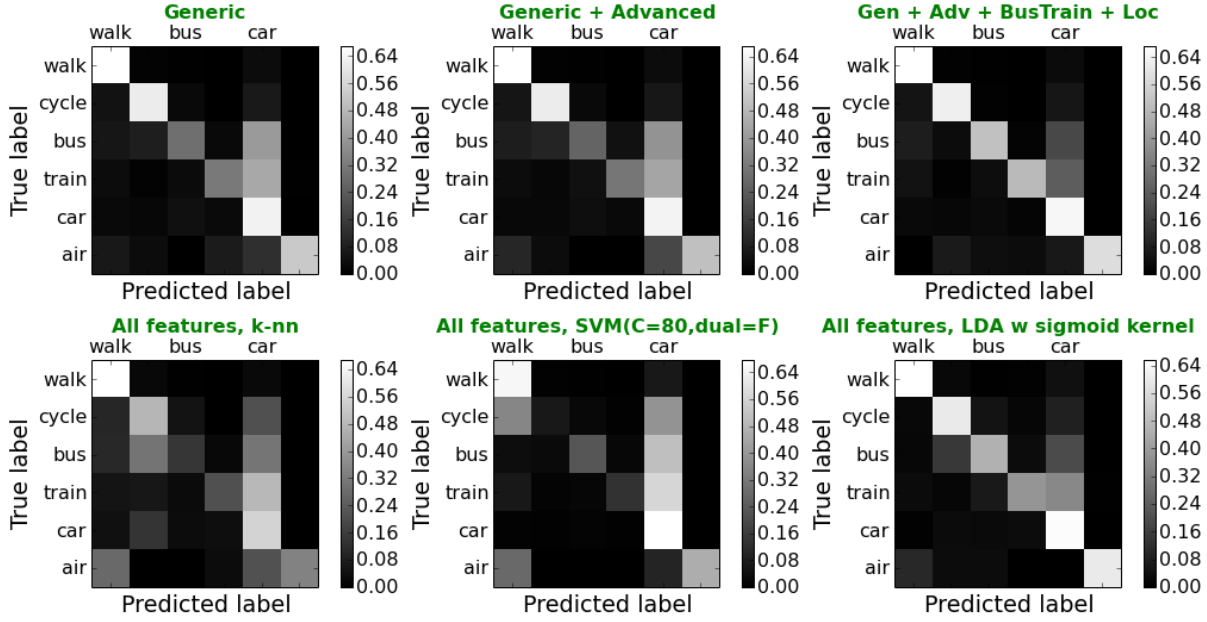 Generic
walk bus car
walk
cycle
bus
train
car
air
True label
Predicted label
0.64
0.56
0.48
0.40
0.32
0.24
0.16
0.08
0.00
Generic + Advanced
walk bus car
walk
cycle
bus
train
car
air
True label
Predicted label
0.64
0.56
0.48
0.40
0.32
0.24
0.16
0.08
0.00
Gen + Adv + BusTrain + Loc
walk bus car
walk
cycle
bus
train
car
air
True label
Predicted label
0.64
0.56
0.48
0.40
0.32
0.24
0.16
0.08
0.00
All features, k-nn
walk bus car
walk
cycle
bus
train
car
air
True label
Predicted label
0.64
0.56
0.48
0.40
0.32
0.24
0.16
0.08
0.00
All features, SVM(C=80,dual=F)
walk bus car
walk
cycle
bus
train
car
air
True label
Predicted label
0.64
0.56
0.48
0.40
0.32
0.24
0.16
0.08
0.00
All features, LDA w sigmoid kernel
walk bus car
walk
cycle
bus
train
car
air
True label
Predicted label
0.64
0.56
0.48
0.40
0.32
0.24
0.16
0.08
0.00